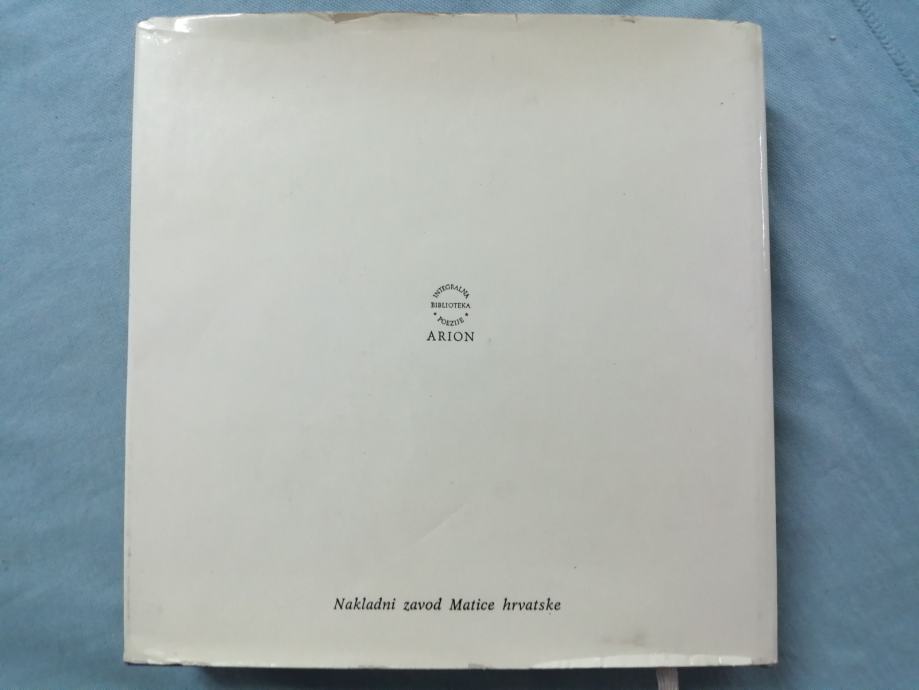 INTEGRALNA
BIBLIOTEKA
* POEZIJE *
ARION
Nakladni zavod Matice hrvatske